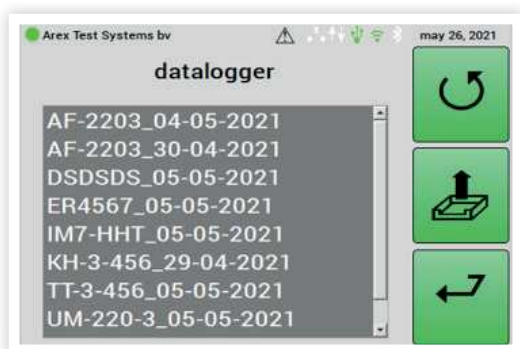 Arex Test Systems bv
may 26, 2021
datalogger
AF-2203_04-05-2021
AF-2203_30-04-2021
DSDSDS_05-05-2021
ER4567_05-05-2021
IM7-HHT_05-05-2021
KH-3-456_29-04-2021
TT-3-456_05-05-2021
UM-220-3_05-05-2021